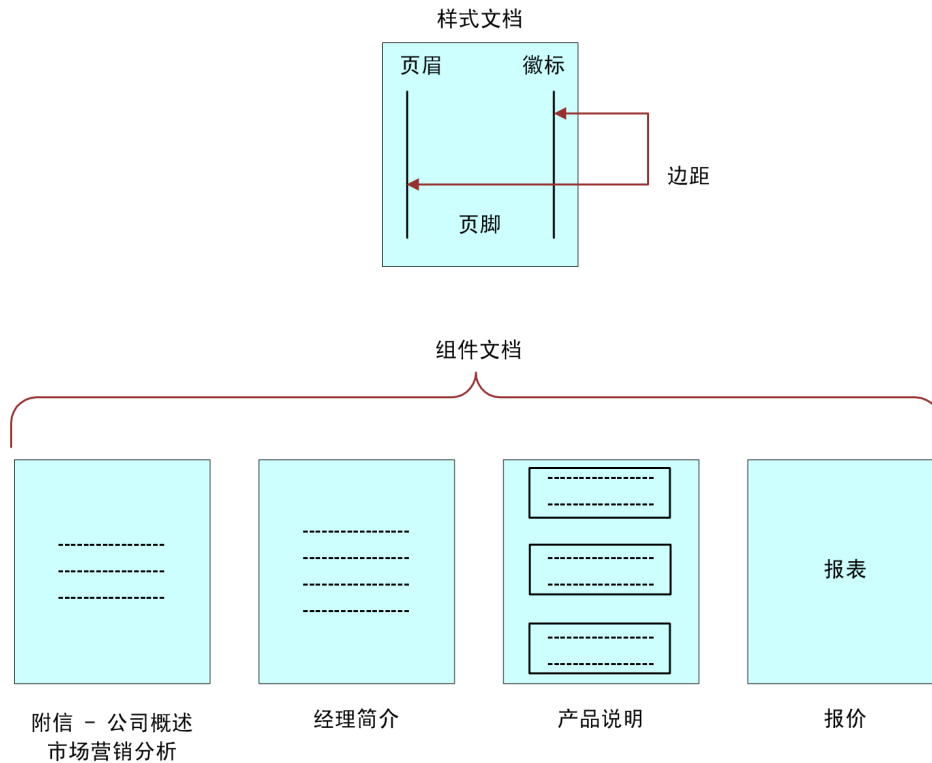 样式文档
页眉
徽标
边距
页脚
组件文档
报表
附信 - 公司概述
市场营销分析
经理简介
产品说明
报价